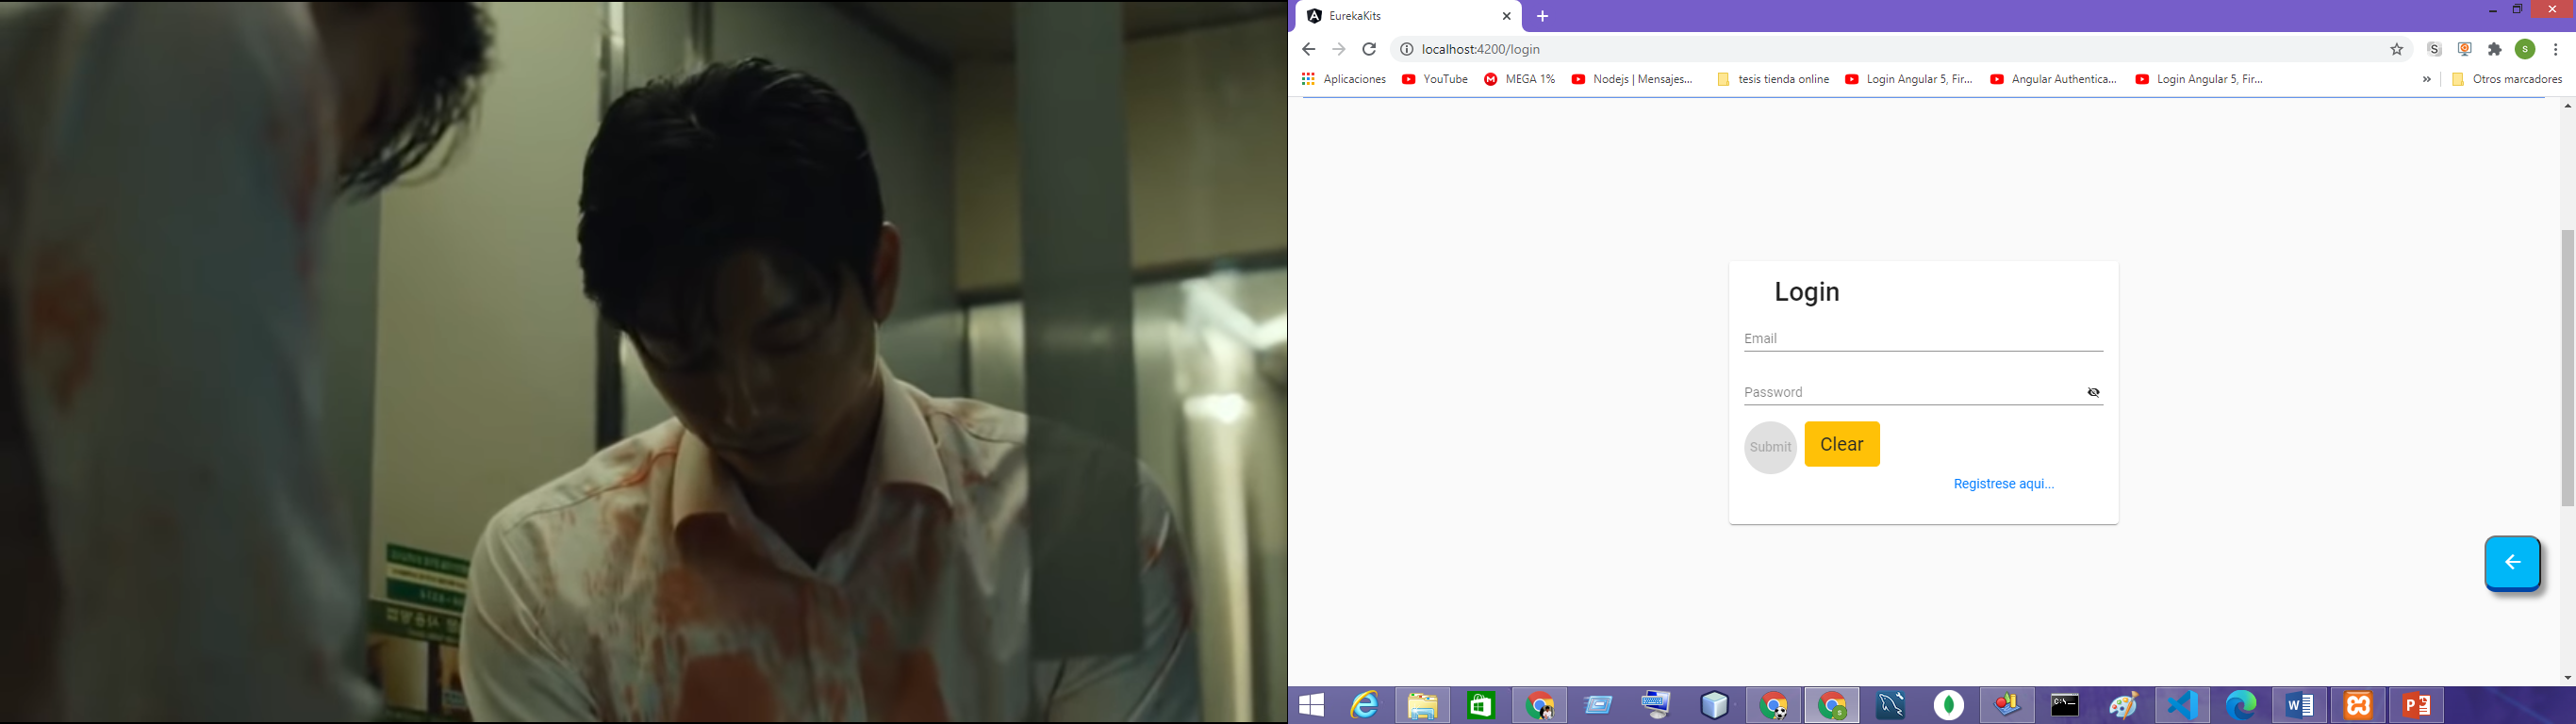 EurekaKits
localhost:4200/login
S
s
Aplicaciones
YouTube
MEGA 1%
Nodejs | Mensajes...
tesis tienda online
Login Angular 5, Fir...
Angular Authentica...
Login Angular 5, Fir...
»
Otros marcadores
Login
Email
Password
Submit
Clear
Registrese aqui...